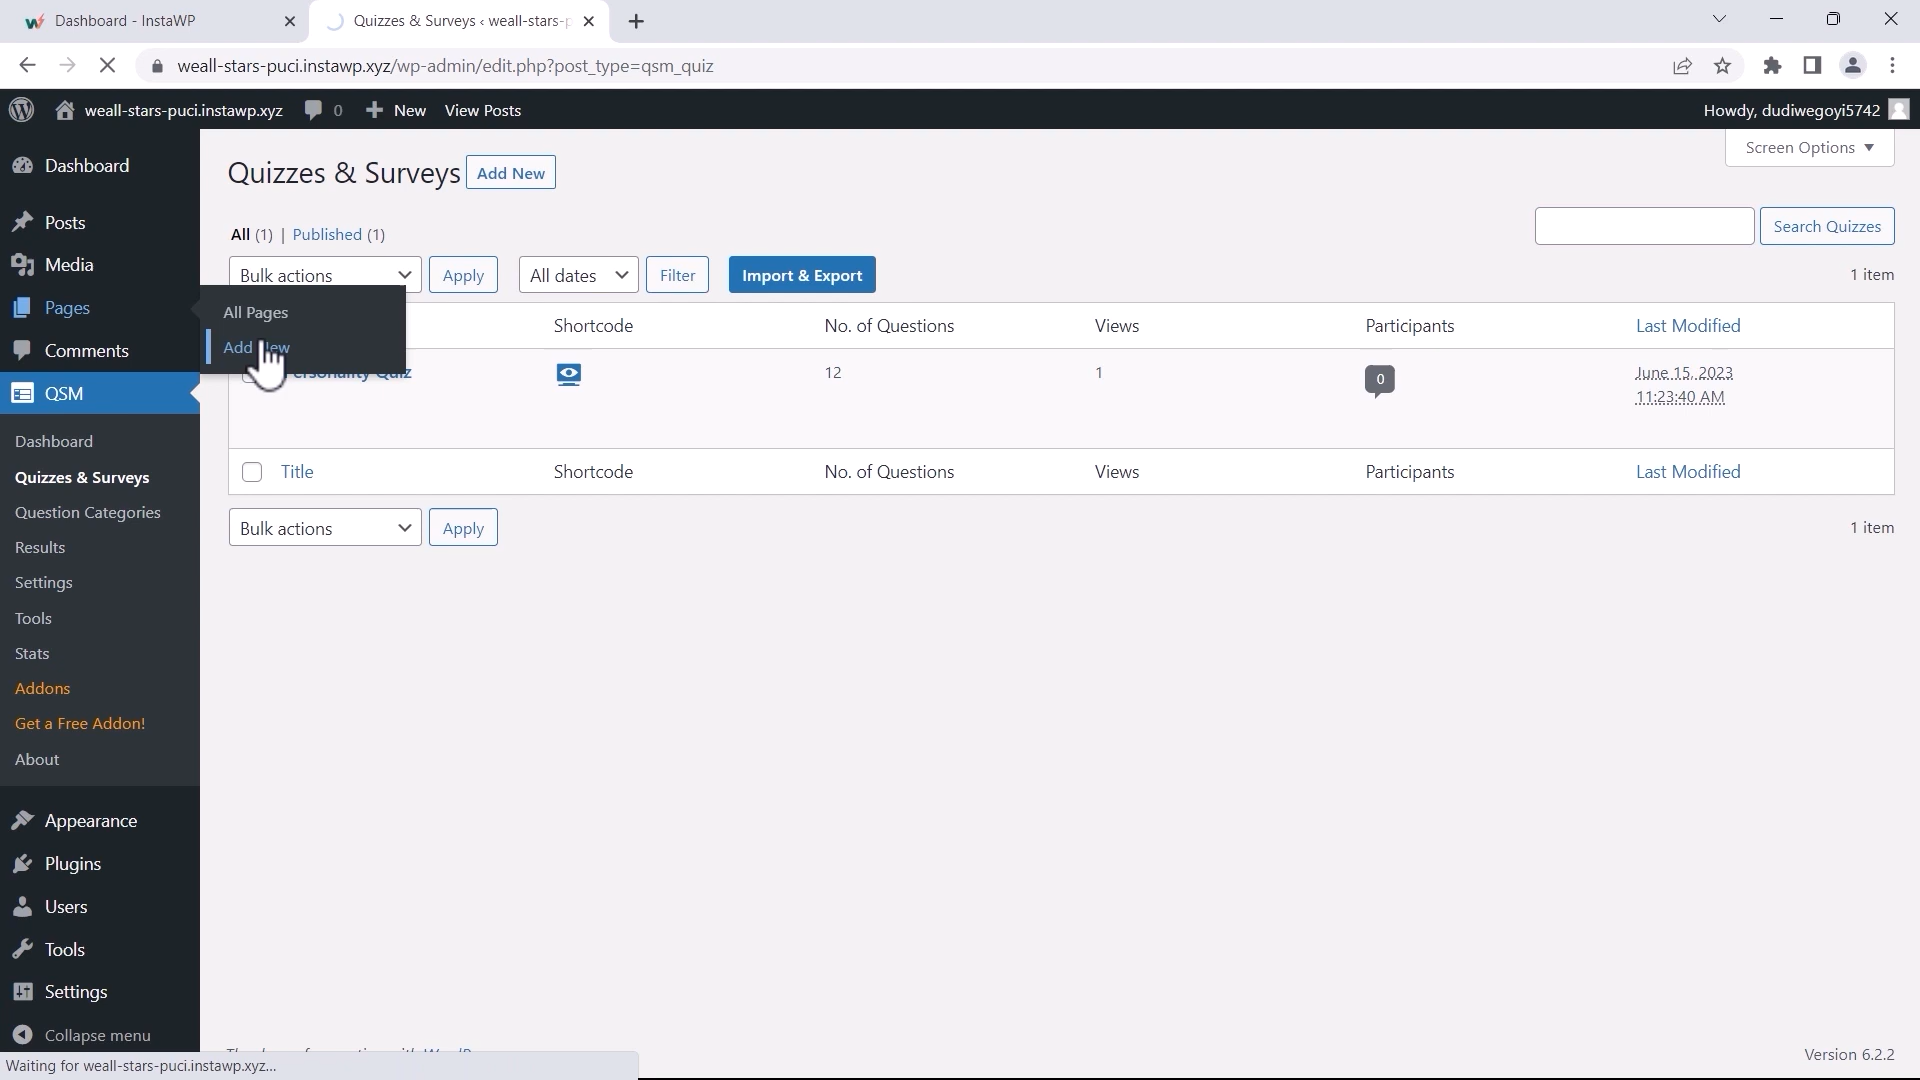 Dashboard - InstaWP
Quizzes & Surveys ‹ weall-stars-p
weall-stars-puci.instawp.xyz/wp-admin/edit.php?post_type=qsm_quiz
weall-stars-puci.instawp.xyz
0
New
View Posts
Howdy, dudiwegoyi5742
Dashboard
Posts
Media
Pages
All Pages
Add New
Comments
QSM
Dashboard
Quizzes & Surveys
Question Categories
Results
Settings
Tools
Stats
Addons
Get a Free Addon!
About
Appearance
Plugins
Users
Tools
Settings
Collapse menu
Quizzes & Surveys
Add New
Screen Options
All (1) | Published (1)
Search Quizzes
Bulk actions
Apply
All dates
Filter
Import & Export
1 item
Shortcode
No. of Questions
Views
Participants
Last Modified
Personality Quiz
12
1
0
June 15, 2023
11:23:40 AM
Title
Shortcode
No. of Questions
Views
Participants
Last Modified
Bulk actions
Apply
1 item
Version 6.2.2
Waiting for weall-stars-puci.instawp.xyz...